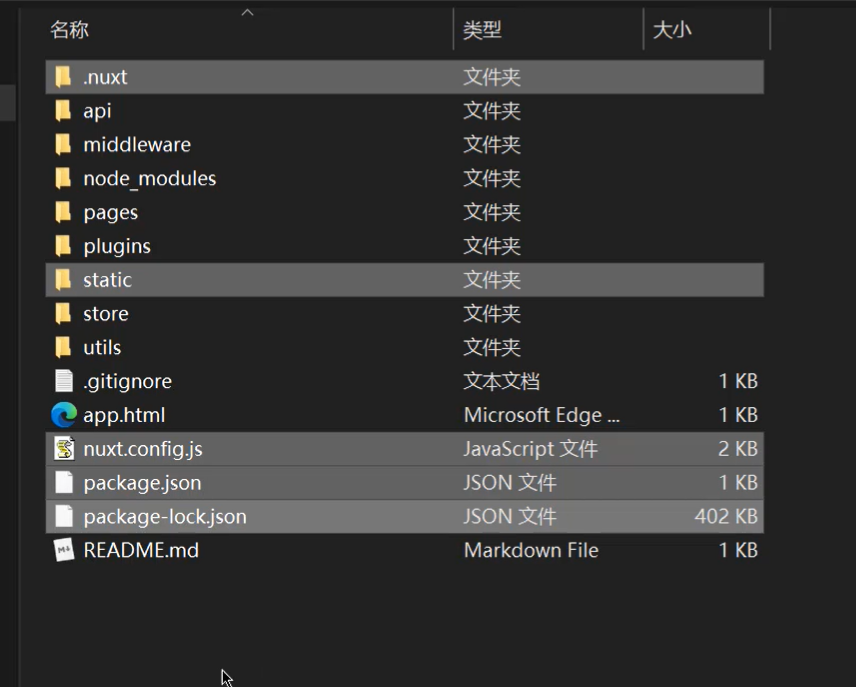 名称 类型 大小
.nuxt 文件夹
api 文件夹
middleware 文件夹
node_modules 文件夹
pages 文件夹
plugins 文件夹
static 文件夹
store 文件夹
utils 文件夹
.gitignore 文本文档 1 KB
app.html Microsoft Edge ... 1 KB
nuxt.config.js JavaScript 文件 2 KB
package.json JSON 文件 1 KB
package-lock.json JSON 文件 402 KB
README.md Markdown File 1 KB